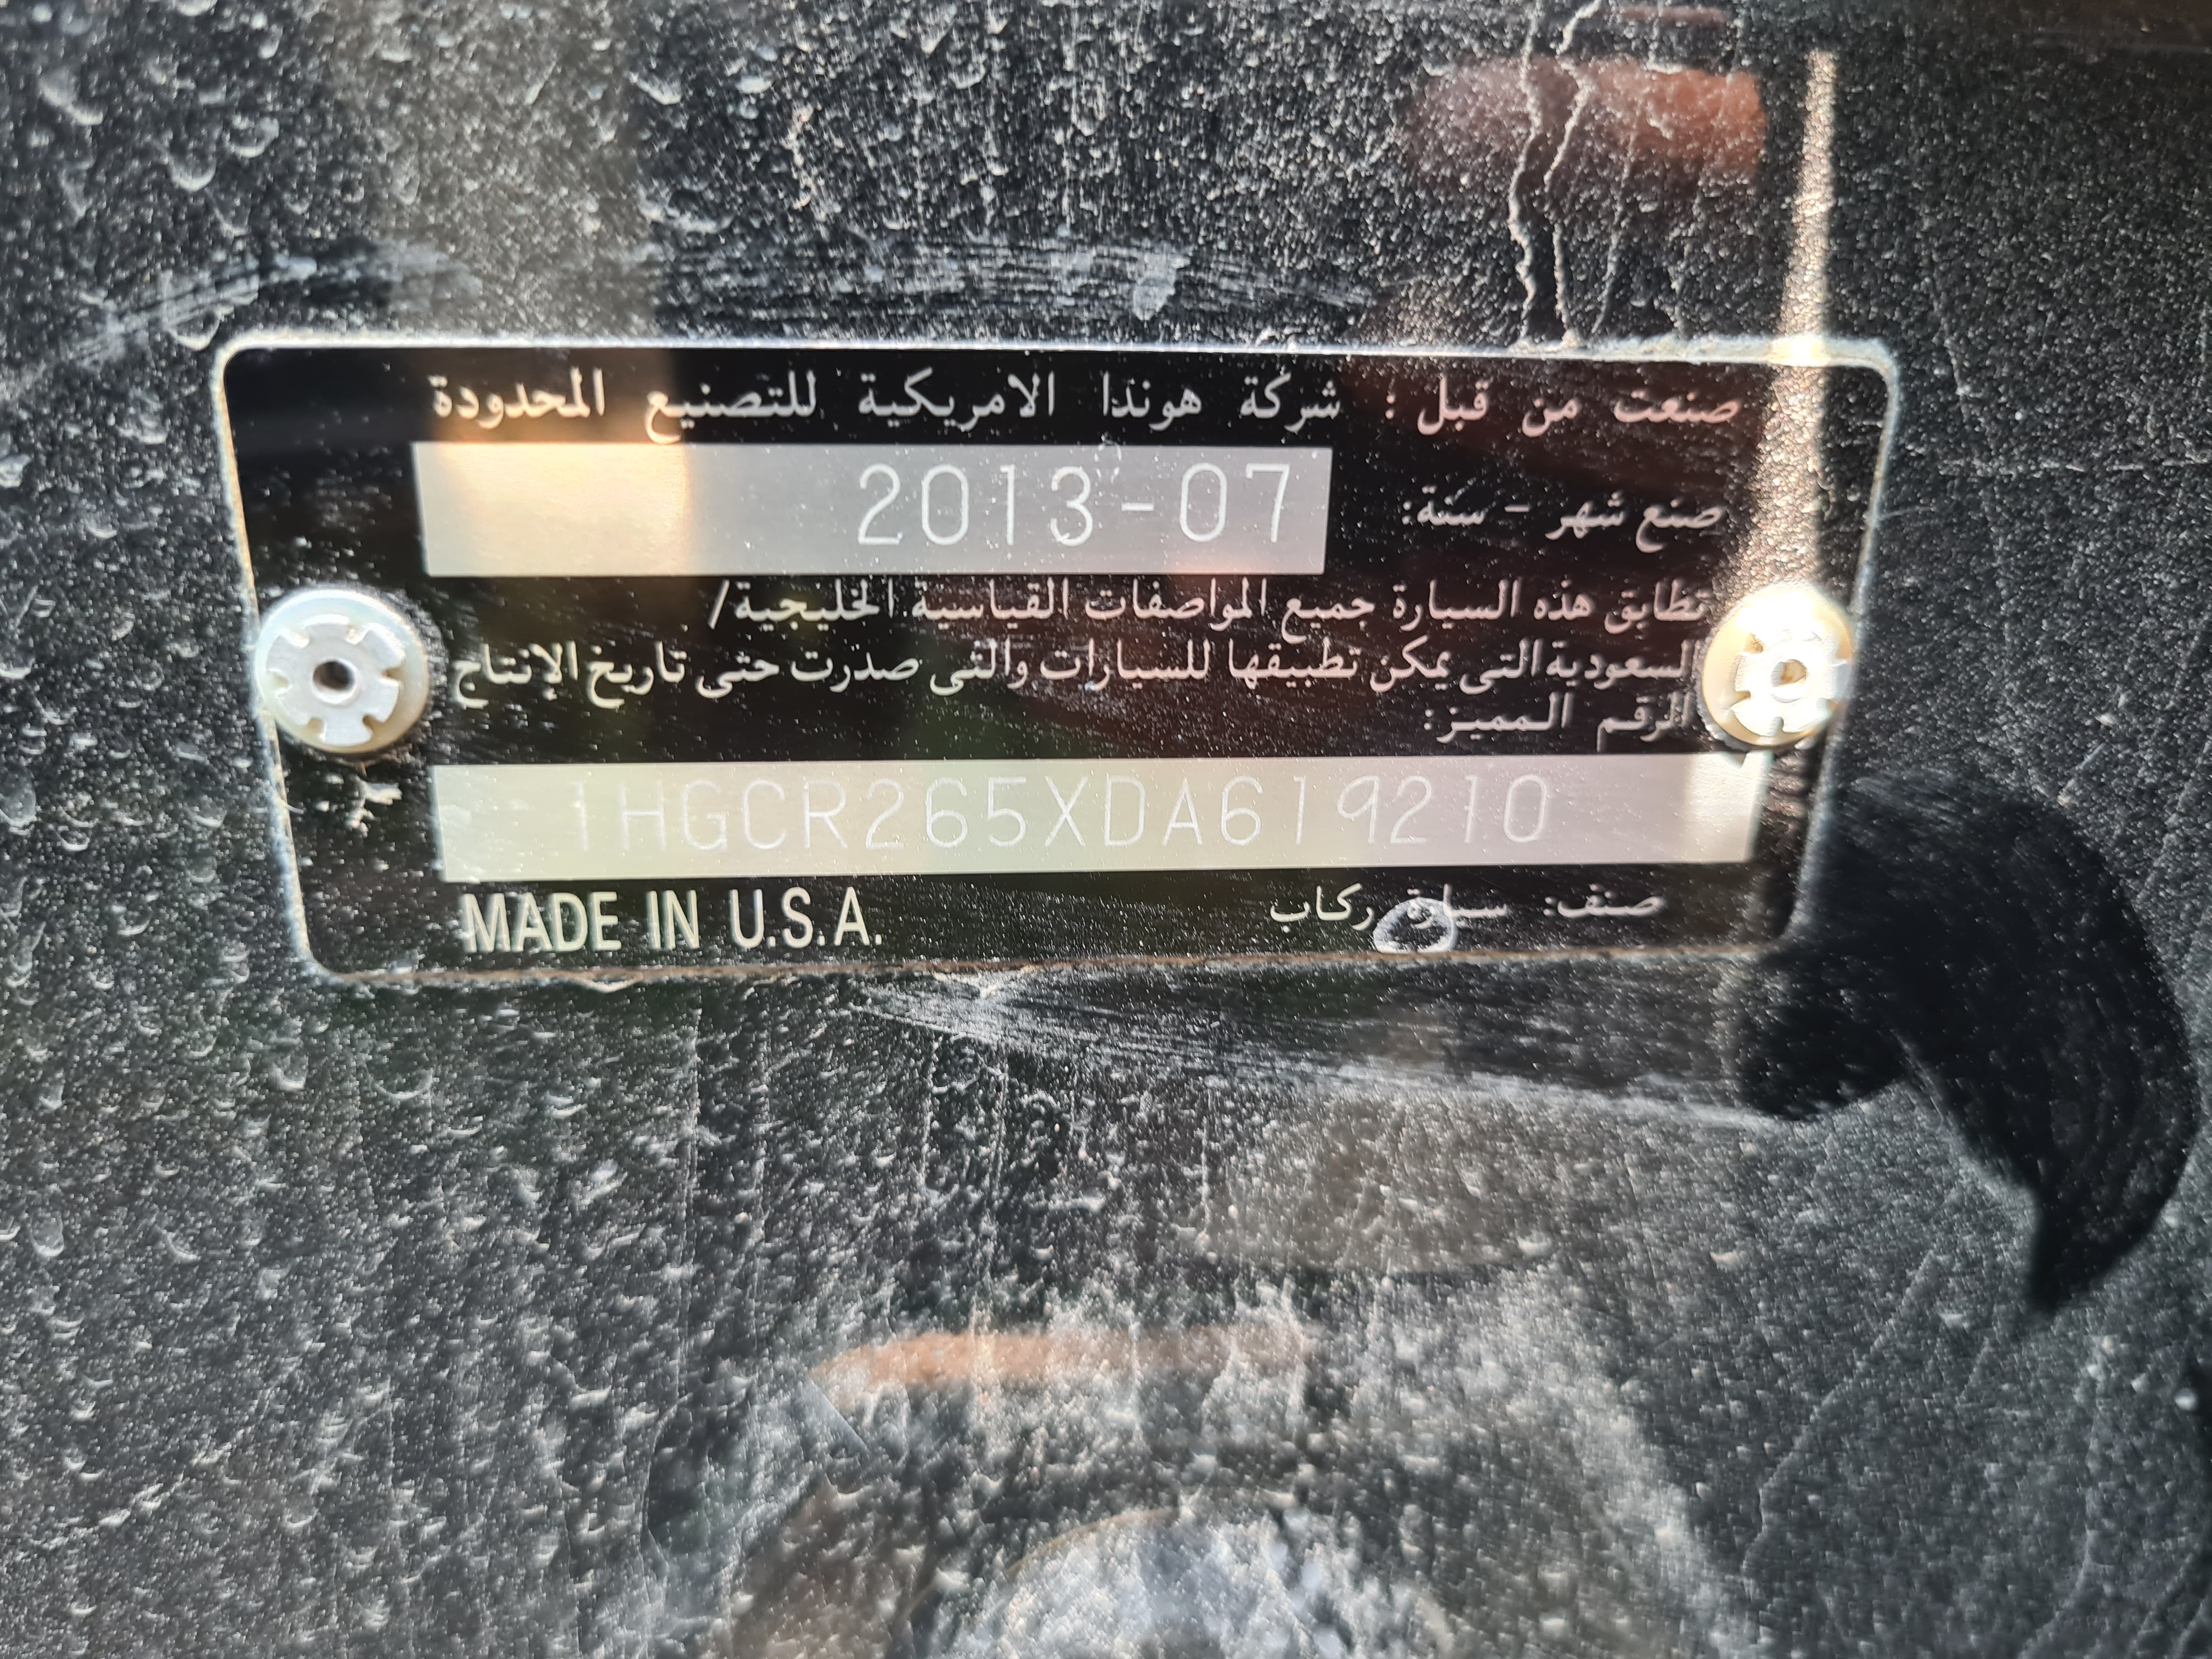 صنعت من قبل : شركة هوندا الامريكية للتصنيع المحدودة
صنع شهر - سنة: 2013-07
تطابق هذه السيارة جميع المواصفات القياسية الخليجية/
السعودية التى يمكن تطبيقها للسيارات والتى صدرت حتى تاريخ الإنتاج
الرقم المميز:
1HGCR265XDA619210
صنف: سيارة ركاب
MADE IN U.S.A.